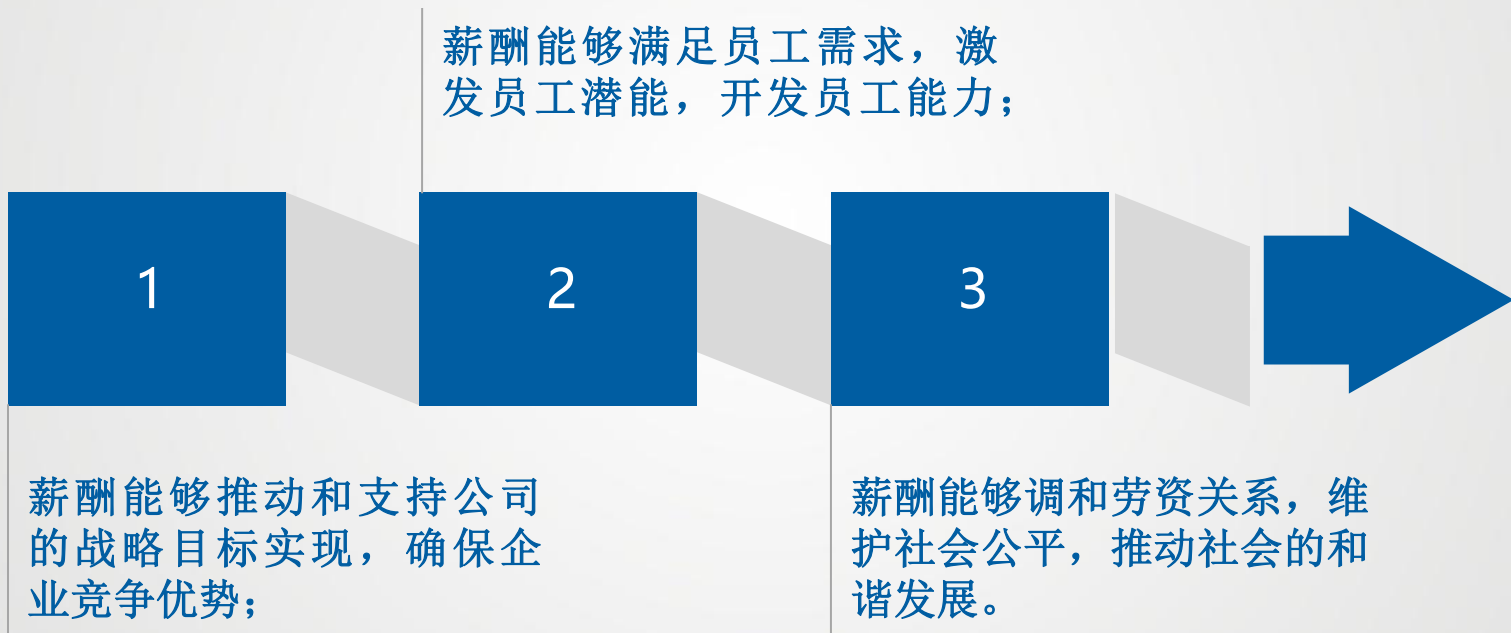 薪酬能够满足员工需求，激
发员工潜能，开发员工能力；
1
2
3
薪酬能够推动和支持公司
的战略目标实现，确保企
业竞争优势；
薪酬能够调和劳资关系，维
护社会公平，推动社会的和
谐发展。